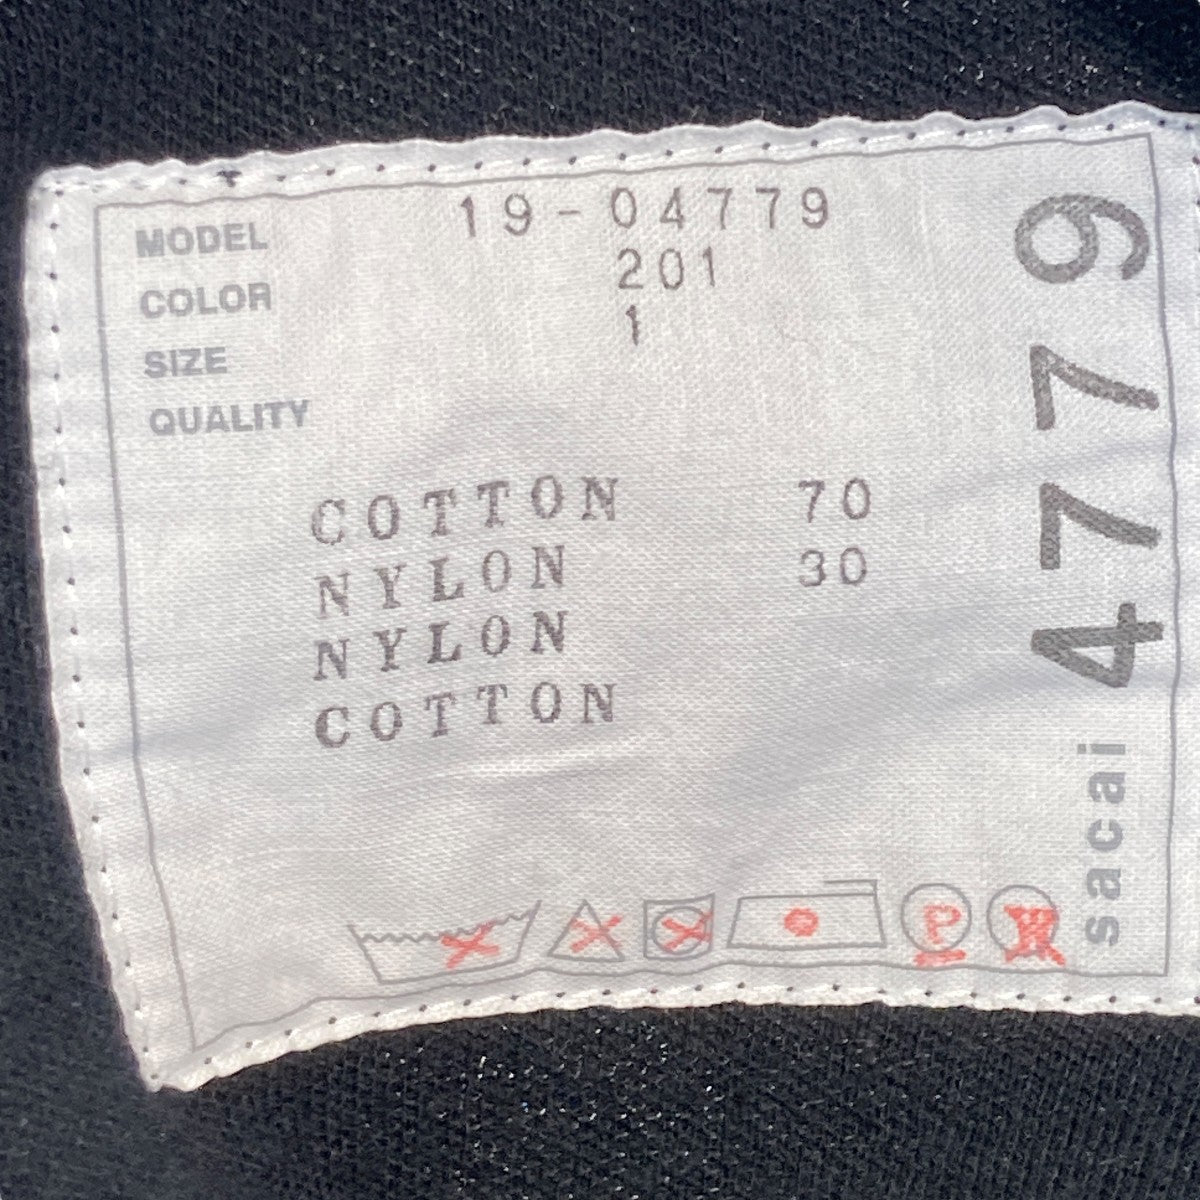 MODEL 19-04779
COLOR 201
SIZE 1
QUALITY
COTTON 70
NYLON 30
NYLON
COTTON
P
W
sacai 4779